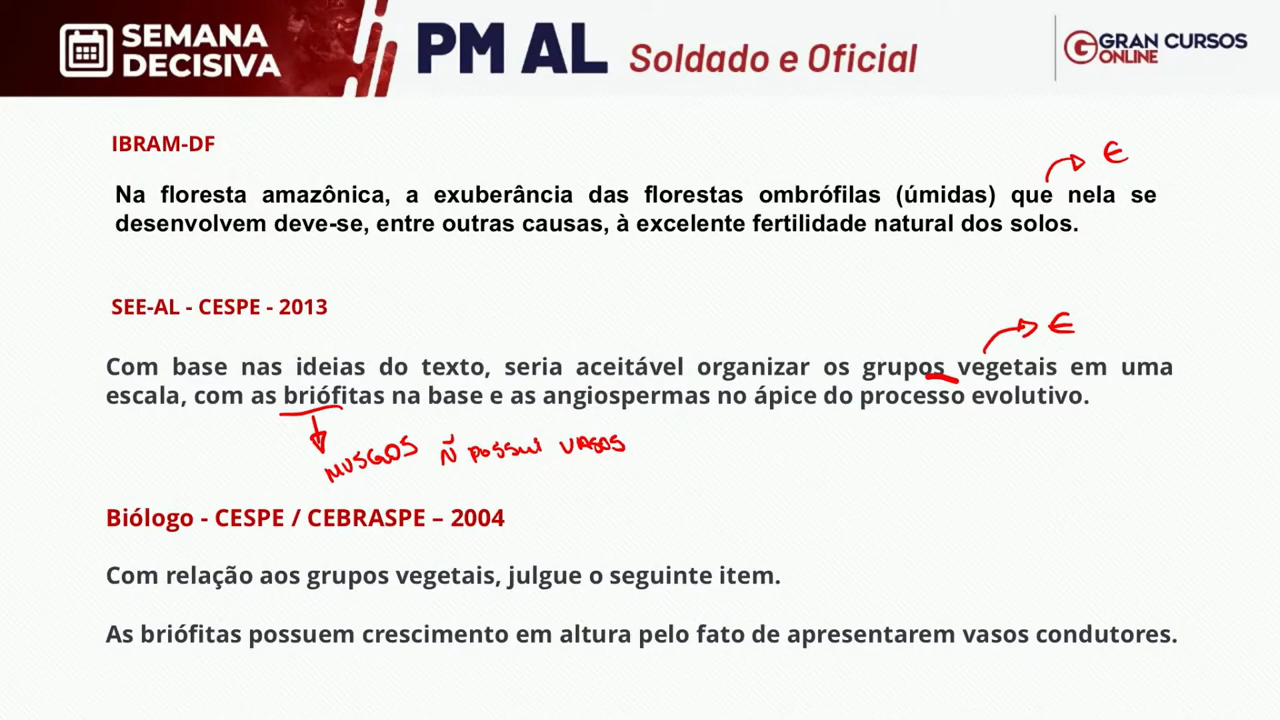 SEMANA
DECISIVA
PM AL Soldado e Oficial
GRAN CURSOS
ONLINE
IBRAM-DF
E
Na floresta amazônica, a exuberância das florestas ombrófilas (úmidas) que nela se
desenvolvem deve-se, entre outras causas, à excelente fertilidade natural dos solos.
SEE-AL - CESPE - 2013
E
Com base nas ideias do texto, seria aceitável organizar os grupos vegetais em uma
escala, com as briófitas na base e as angiospermas no ápice do processo evolutivo.
MUSGOS Ñ POSSUI VASOS
Biólogo - CESPE / CEBRASPE – 2004
Com relação aos grupos vegetais, julgue o seguinte item.
As briófitas possuem crescimento em altura pelo fato de apresentarem vasos condutores.